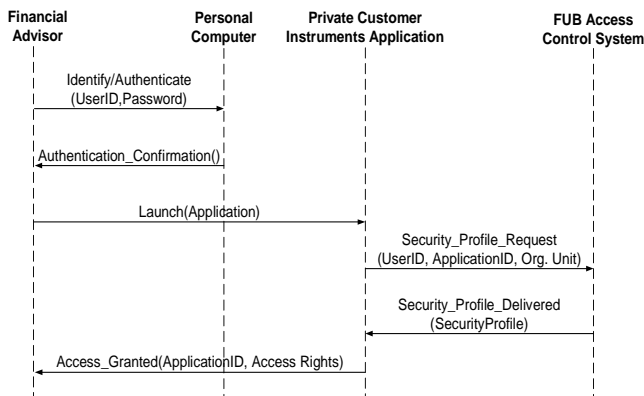 Financial
Advisor
Personal
Computer
Private Customer
Instruments Application
FUB Access
Control System
Identify/Authenticate
(UserID,Password)
Authentication_Confirmation()
Launch(Application)
Security_Profile_Request
(UserID, ApplicationID, Org. Unit)
Security_Profile_Delivered
(SecurityProfile)
Access_Granted(ApplicationID, Access Rights)